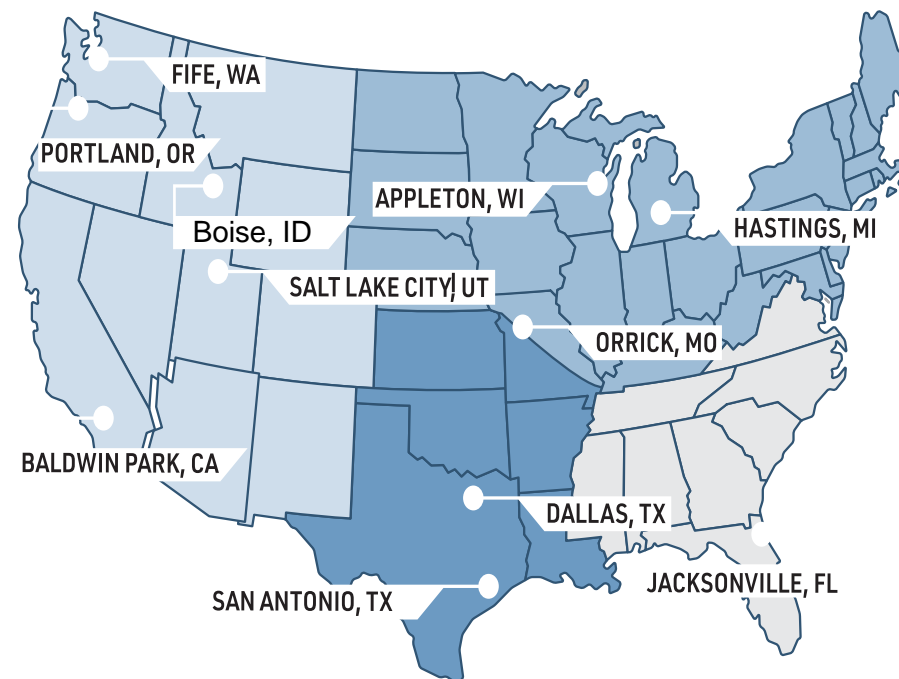 FIFE, WA
PORTLAND, OR
APPLETON, WI
HASTINGS, MI
Boise, ID
SALT LAKE CITY, UT
ORRICK, MO
BALDWIN PARK, CA
DALLAS, TX
JACKSONVILLE, FL
SAN ANTONIO, TX